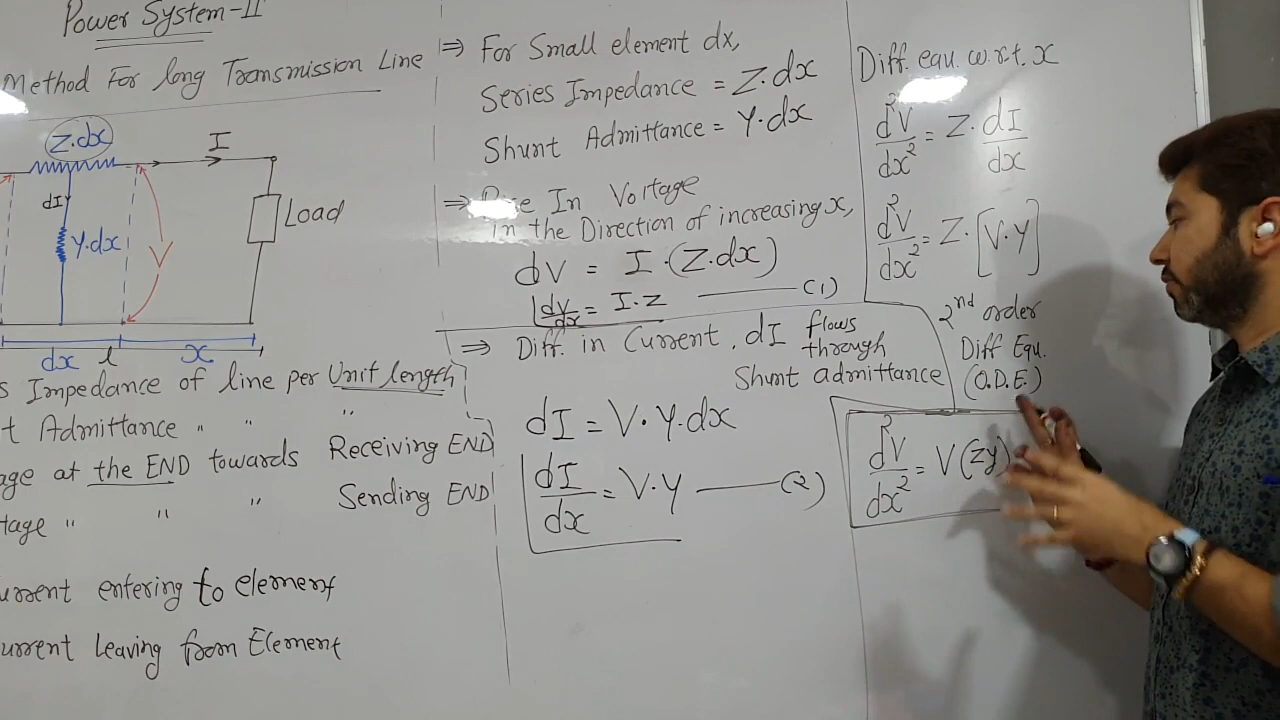 Power System-II
Method For long Transmission Line
Z.dx
I
dI
Y.dx
V
Load
dx
l
x
s Impedance of line per Unit length
t Admittance " " "
age at the END towards Receiving END
tage " " " Sending END
urrent entering to element
urrent Leaving from Element
⇒ For Small element dx,
Series Impedance = Z.dx
Shunt Admittance = Y.dx
⇒ In Voltage
in the Direction of increasing x,
dV = I.(Z.dx)
dv/dx = I.Z ——— (1)
⇒ Diff. in Current, dI flows
through
Shunt admittance
dI = V.Y.dx
dI/dx = V.Y ——— (2)
Diff. equ. w.r.t. x
d²V/dx² = Z. dI/dx
d²V/dx² = Z.[V.Y]
2nd order
Diff Equ.
(O.D.E.)
d²V/dx² = V(Zy)